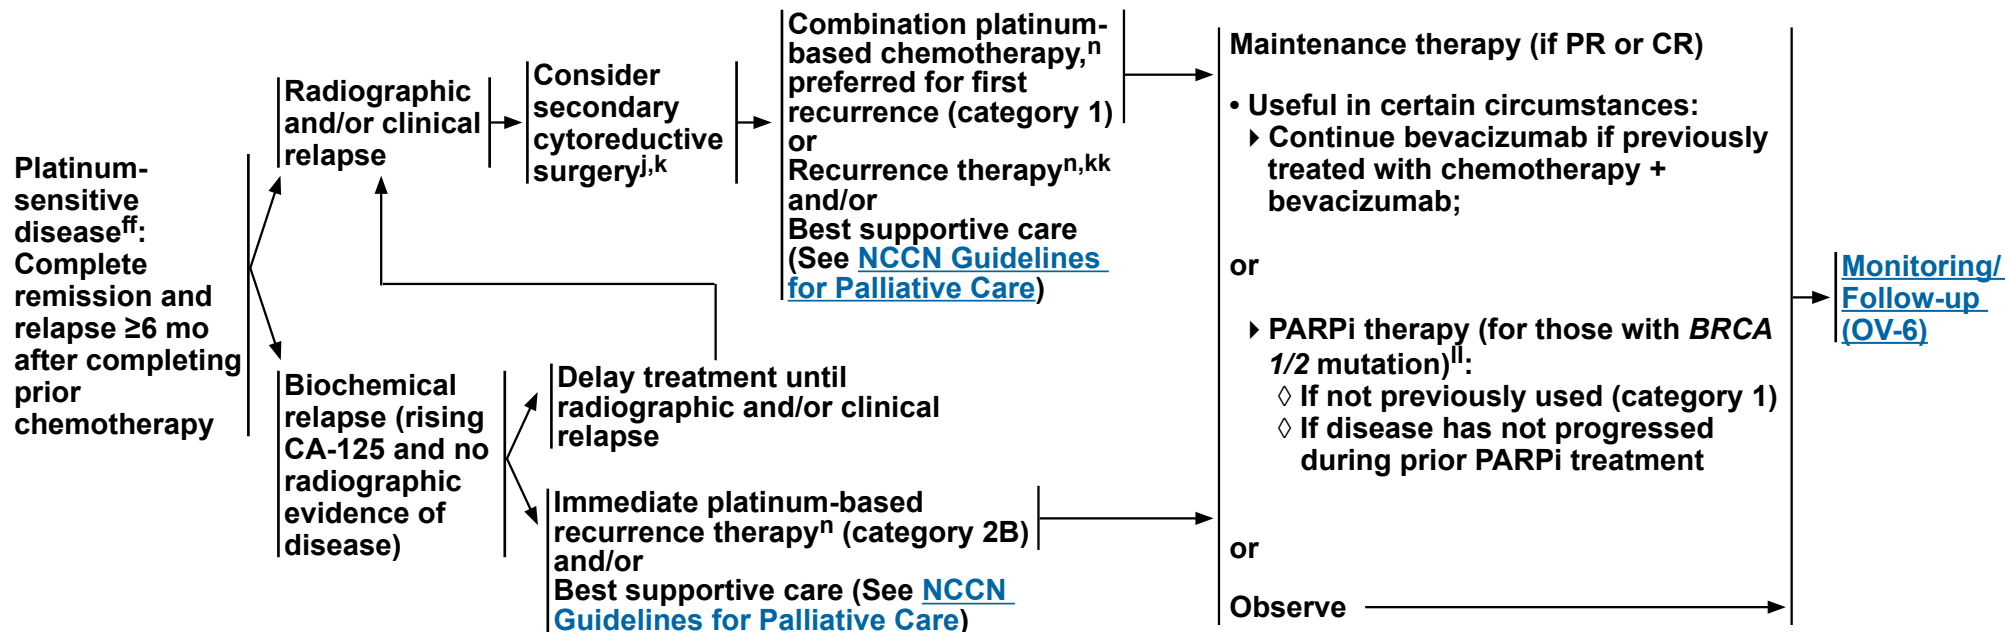 Platinum-
sensitive
disease^ff:
Complete
remission and
relapse ≥6 mo
after completing
prior
chemotherapy
Radiographic
and/or clinical
relapse
Consider
secondary
cytoreductive
surgery^j,k
Combination platinum-
based chemotherapy,^n
preferred for first
recurrence (category 1)
or
Recurrence therapy^n,kk
and/or
Best supportive care
(See NCCN Guidelines
for Palliative Care)
Biochemical
relapse (rising
CA-125 and no
radiographic
evidence of
disease)
Delay treatment until
radiographic and/or clinical
relapse
Immediate platinum-based
recurrence therapy^n (category 2B)
and/or
Best supportive care (See NCCN
Guidelines for Palliative Care)
Maintenance therapy (if PR or CR)
• Useful in certain circumstances:
▸ Continue bevacizumab if previously
treated with chemotherapy +
bevacizumab;
or
▸ PARPi therapy (for those with BRCA
1/2 mutation)^ll:
◊ If not previously used (category 1)
◊ If disease has not progressed
during prior PARPi treatment
or
Observe
Monitoring/
Follow-up
(OV-6)